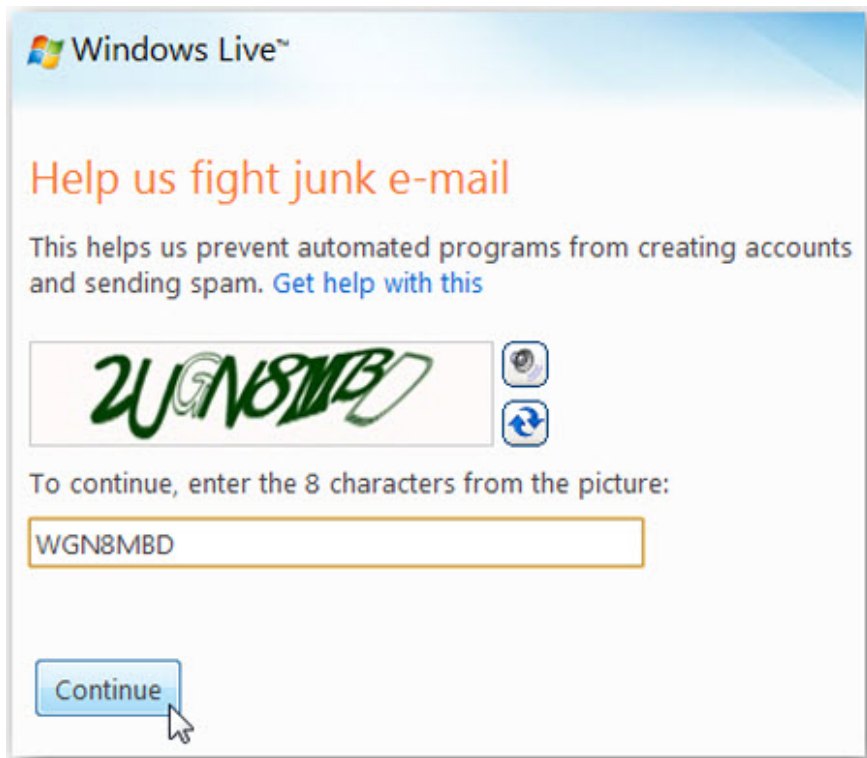 Windows Live™
Help us fight junk e-mail
This helps us prevent automated programs from creating accounts
and sending spam. Get help with this
To continue, enter the 8 characters from the picture:
WGN8MBD
Continue